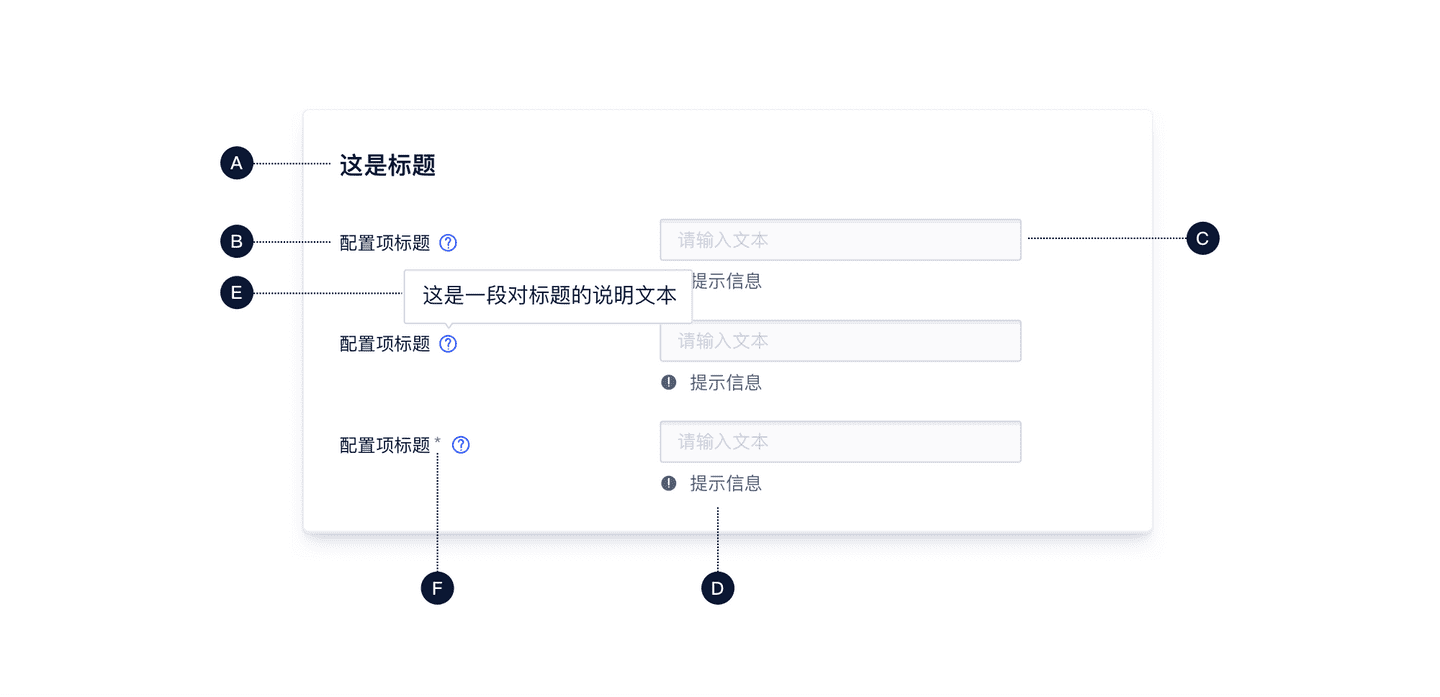 A
这是标题
B
配置项标题 ?
请输入文本
C
E
这是一段对标题的说明文本
提示信息
配置项标题 ?
请输入文本
! 提示信息
配置项标题 * ?
请输入文本
! 提示信息
F
D